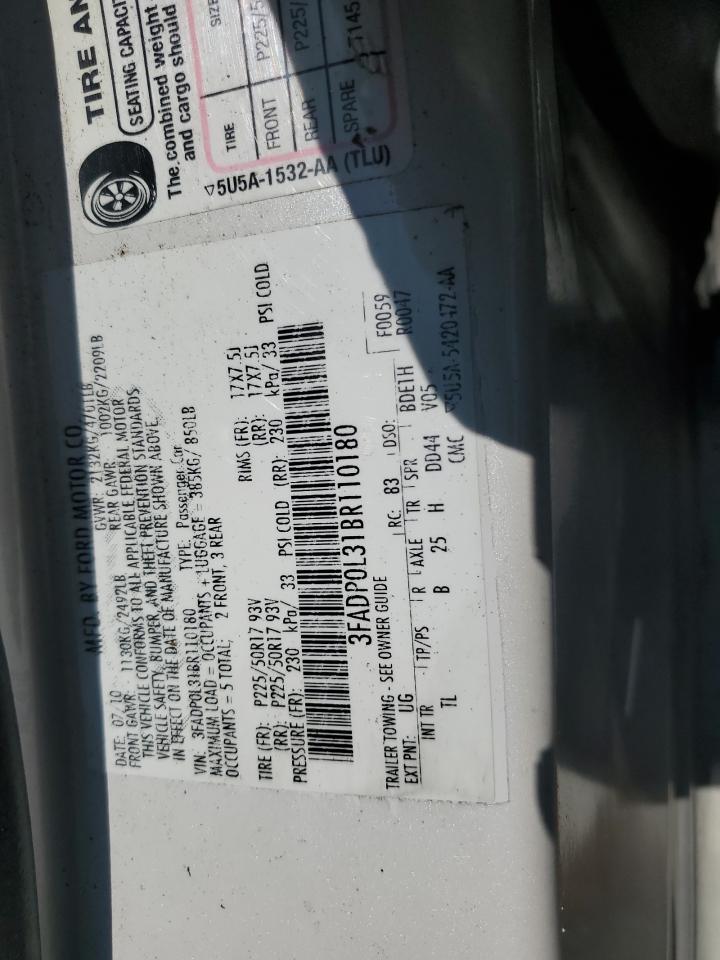 TIRE AN
SEATING CAPACIT
The combined weight
and cargo should
TIRE SIZE
FRONT P225/5
REAR P225/
SPARE T145
▽5U5A-1532-AA (TLU)
MFD. BY FORD MOTOR CO.
DATE: 07/10 GVWR: 2132KG/4701LB
FRONT GAWR: 1130KG/2492LB REAR GAWR: 1002KG/2209LB
THIS VEHICLE CONFORMS TO ALL APPLICABLE FEDERAL MOTOR
VEHICLE SAFETY, BUMPER, AND THEFT PREVENTION STANDARDS
IN EFFECT ON THE DATE OF MANUFACTURE SHOWN ABOVE.
VIN: 3FADP0L31BR110180 TYPE: Passenger Car
MAXIMUM LOAD = OCCUPANTS + LUGGAGE = 385KG/ 850LB
OCCUPANTS = 5 TOTAL; 2 FRONT, 3 REAR
TIRE (FR): P225/50R17 93V RIMS (FR): 17X7.5J
(RR): P225/50R17 93V (RR): 17X7.5J
PRESSURE (FR): 230 kPa/ 33 PSI COLD (RR): 230 kPa/ 33 PSI COLD
3FADP0L31BR110180
F0059
R0047
TRAILER TOWING - SEE OWNER GUIDE
EXT PNT: UG RC: 83 DSO:
INT TR TP/PS R AXLE TR SPR BDE1H
TL B 25 H DD44 V05
CMC ▽5U5A-5420472-AA